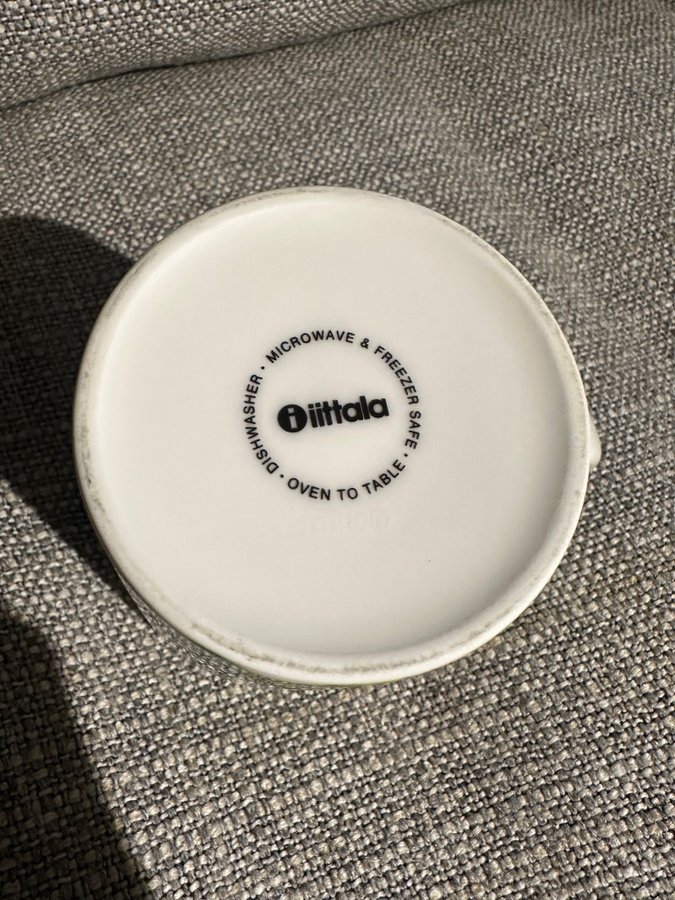 DISHWASHER · MICROWAVE & FREEZER SAFE · OVEN TO TABLE ·
i iittala